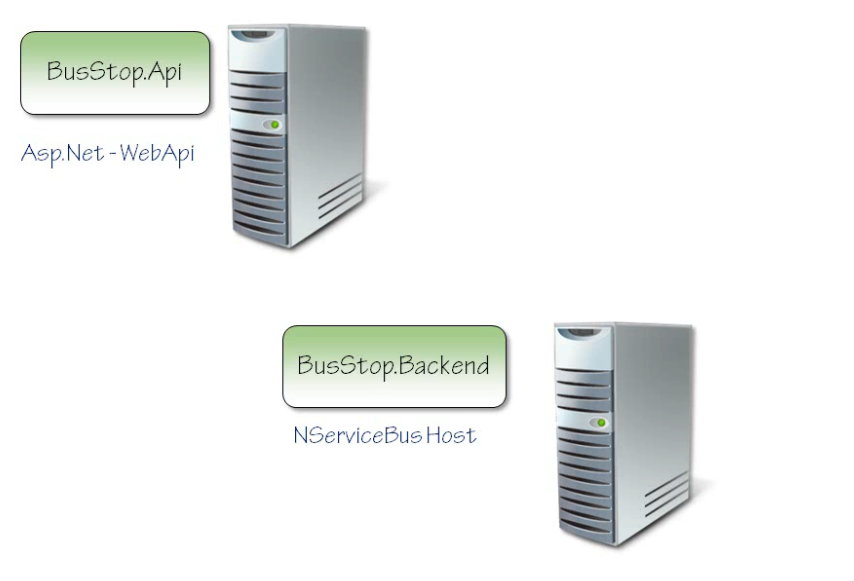 BusStop.Api
Asp.Net - WebApi
BusStop.Backend
NServiceBus Host